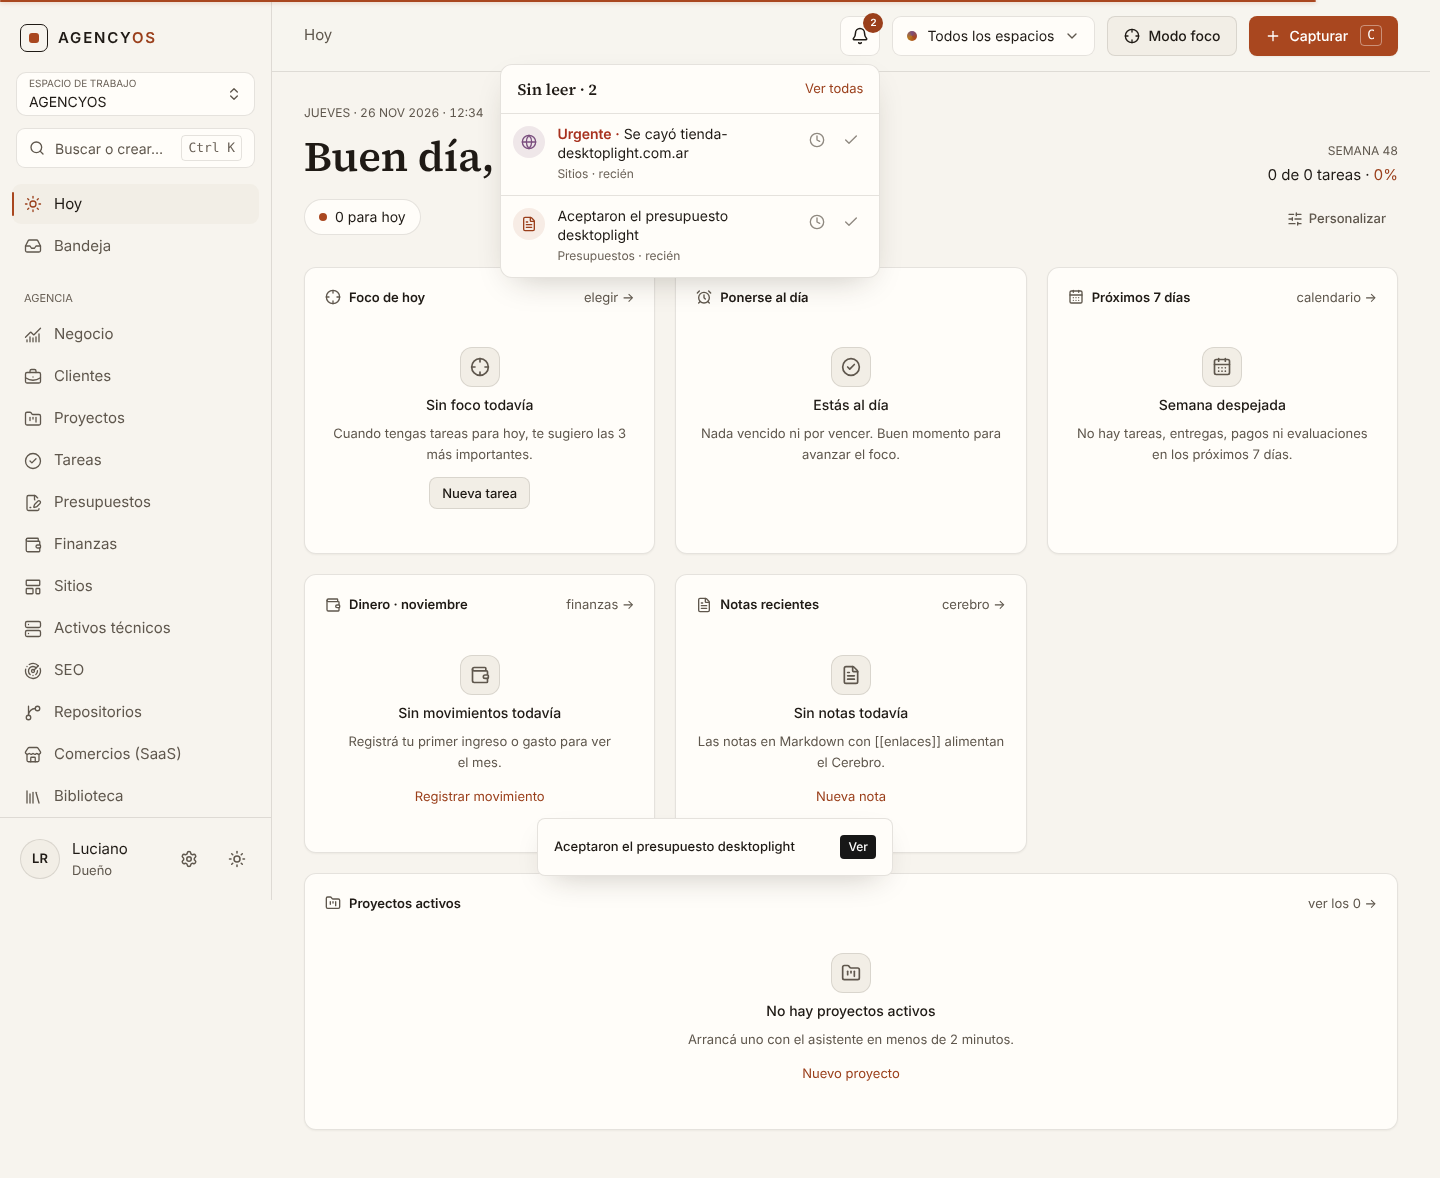 AGENCYOS
ESPACIO DE TRABAJO
AGENCYOS
Buscar o crear... Ctrl K
Hoy
Bandeja
AGENCIA
Negocio
Clientes
Proyectos
Tareas
Presupuestos
Finanzas
Sitios
Activos técnicos
SEO
Repositorios
Comercios (SaaS)
Biblioteca
LR
Luciano
Dueño
Hoy
2
Todos los espacios
Modo foco
+ Capturar C
JUEVES · 26 NOV 2026 · 12:34
Buen día,
0 para hoy
SEMANA 48
0 de 0 tareas · 0%
Personalizar
Sin leer · 2
Ver todas
Urgente · Se cayó tienda-
desktoplight.com.ar
Sitios · recién
Aceptaron el presupuesto
desktoplight
Presupuestos · recién
Foco de hoy
elegir →
Sin foco todavía
Cuando tengas tareas para hoy, te sugiero las 3
más importantes.
Nueva tarea
Ponerse al día
Estás al día
Nada vencido ni por vencer. Buen momento para
avanzar el foco.
Próximos 7 días
calendario →
Semana despejada
No hay tareas, entregas, pagos ni evaluaciones
en los próximos 7 días.
Dinero · noviembre
finanzas →
Sin movimientos todavía
Registrá tu primer ingreso o gasto para ver
el mes.
Registrar movimiento
Notas recientes
cerebro →
Sin notas todavía
Las notas en Markdown con [[enlaces]] alimentan
el Cerebro.
Nueva nota
Aceptaron el presupuesto desktoplight
Ver
Proyectos activos
ver los 0 →
No hay proyectos activos
Arrancá uno con el asistente en menos de 2 minutos.
Nuevo proyecto